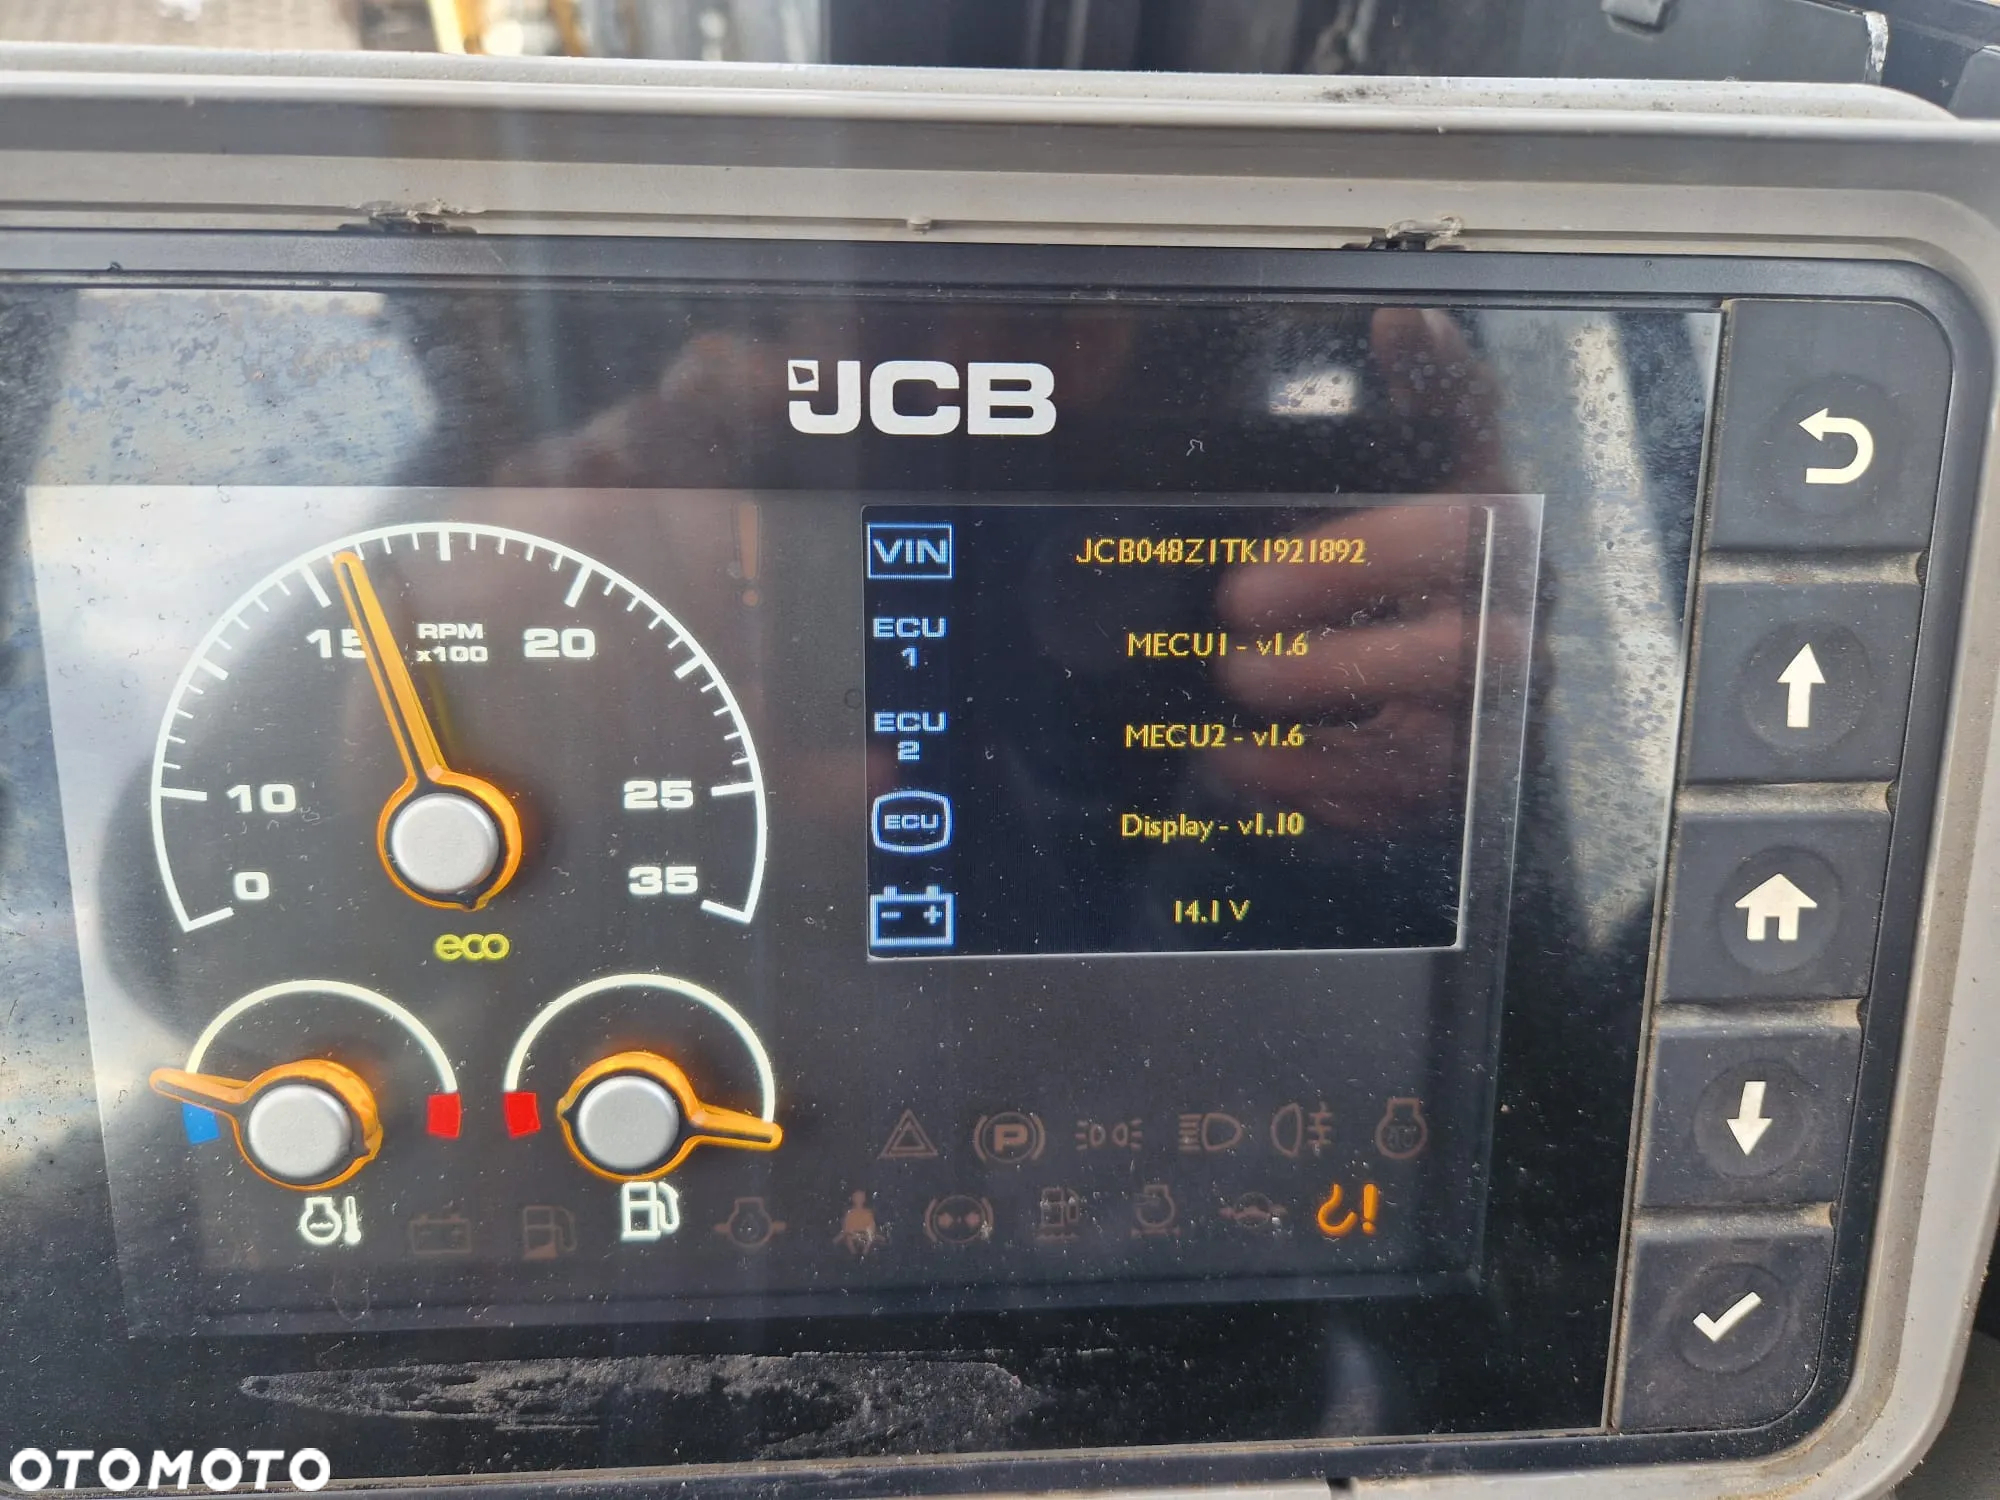 JCB
VIN JCB048Z1TK1921892
ECU 1 MECU1 - v1.6
ECU 2 MECU2 - v1.6
ECU Display - v1.10
14.1 V
RPM
x100
0 10 15 20 25 35
eco
P
OTOMOTO